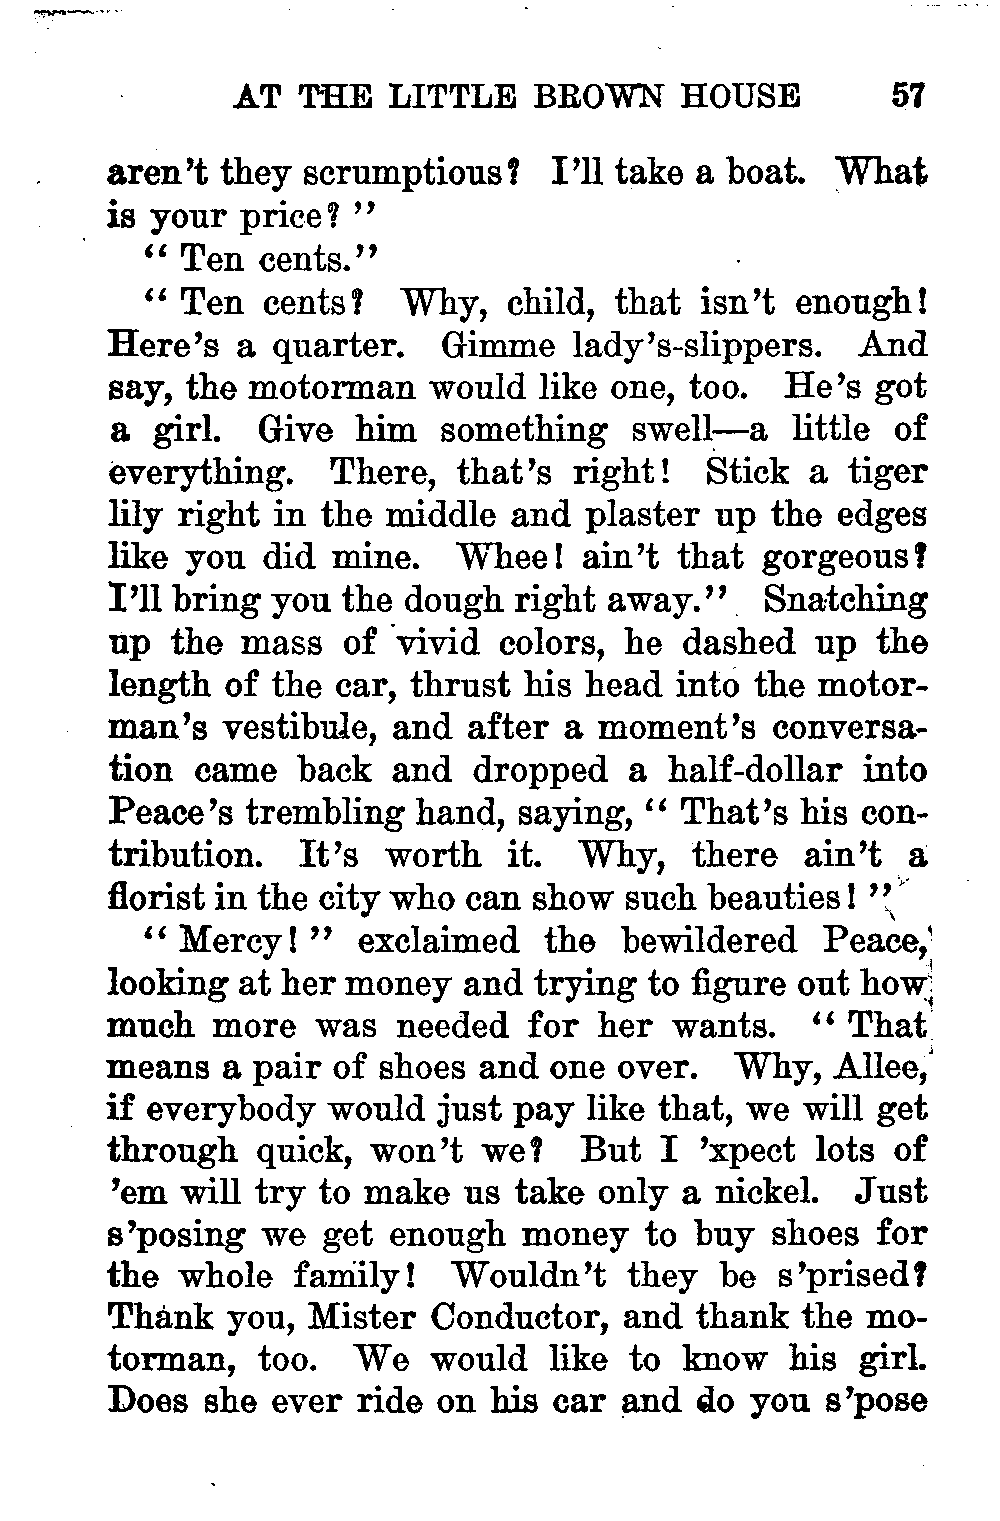 AT THE LITTLE BROWN HOUSE 57
aren't they scrumptious? I'll take a boat. What
is your price? "
" Ten cents."
" Ten cents? Why, child, that isn't enough!
Here's a quarter. Gimme lady's-slippers. And
say, the motorman would like one, too. He's got
a girl. Give him something swell—a little of
everything. There, that's right! Stick a tiger
lily right in the middle and plaster up the edges
like you did mine. Whee! ain't that gorgeous?
I'll bring you the dough right away." Snatching
up the mass of vivid colors, he dashed up the
length of the car, thrust his head into the motor-
man's vestibule, and after a moment's conversa-
tion came back and dropped a half-dollar into
Peace's trembling hand, saying, " That's his con-
tribution. It's worth it. Why, there ain't a
florist in the city who can show such beauties! "
" Mercy! " exclaimed the bewildered Peace,
looking at her money and trying to figure out how
much more was needed for her wants. " That
means a pair of shoes and one over. Why, Allee,
if everybody would just pay like that, we will get
through quick, won't we? But I 'xpect lots of
'em will try to make us take only a nickel. Just
s'posing we get enough money to buy shoes for
the whole family! Wouldn't they be s'prised?
Thank you, Mister Conductor, and thank the mo-
torman, too. We would like to know his girl.
Does she ever ride on his car and do you s'pose